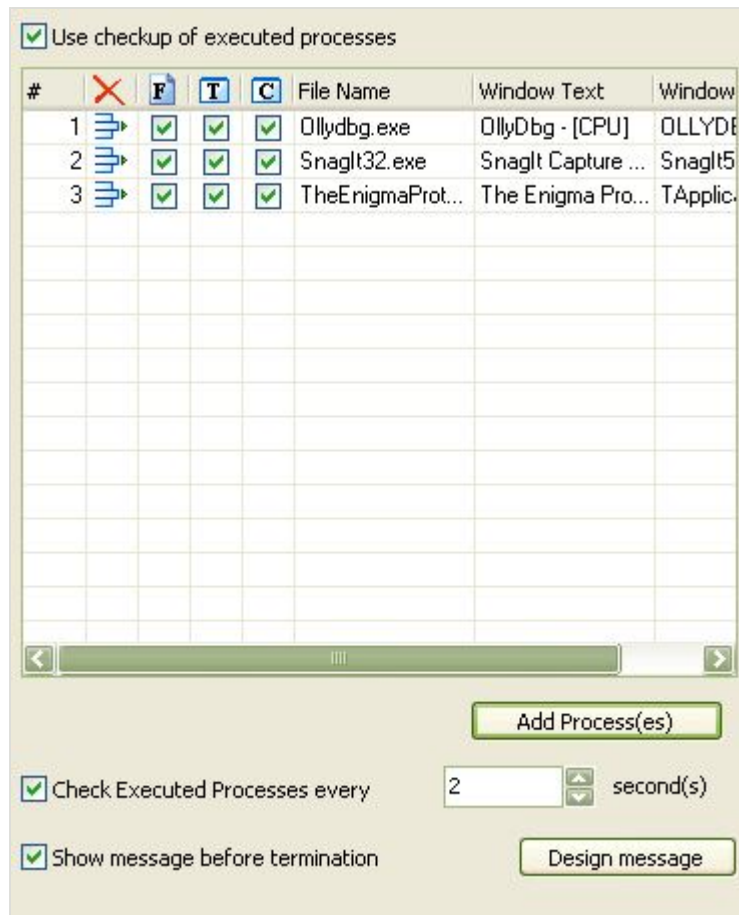 Use checkup of executed processes
# F T C File Name Window Text Window
1 Ollydbg.exe OllyDbg - [CPU] OLLYDE
2 SnagIt32.exe SnagIt Capture ... SnagIt5
3 TheEnigmaProt... The Enigma Pro... TApplic
Add Process(es)
Check Executed Processes every 2 second(s)
Show message before termination Design message